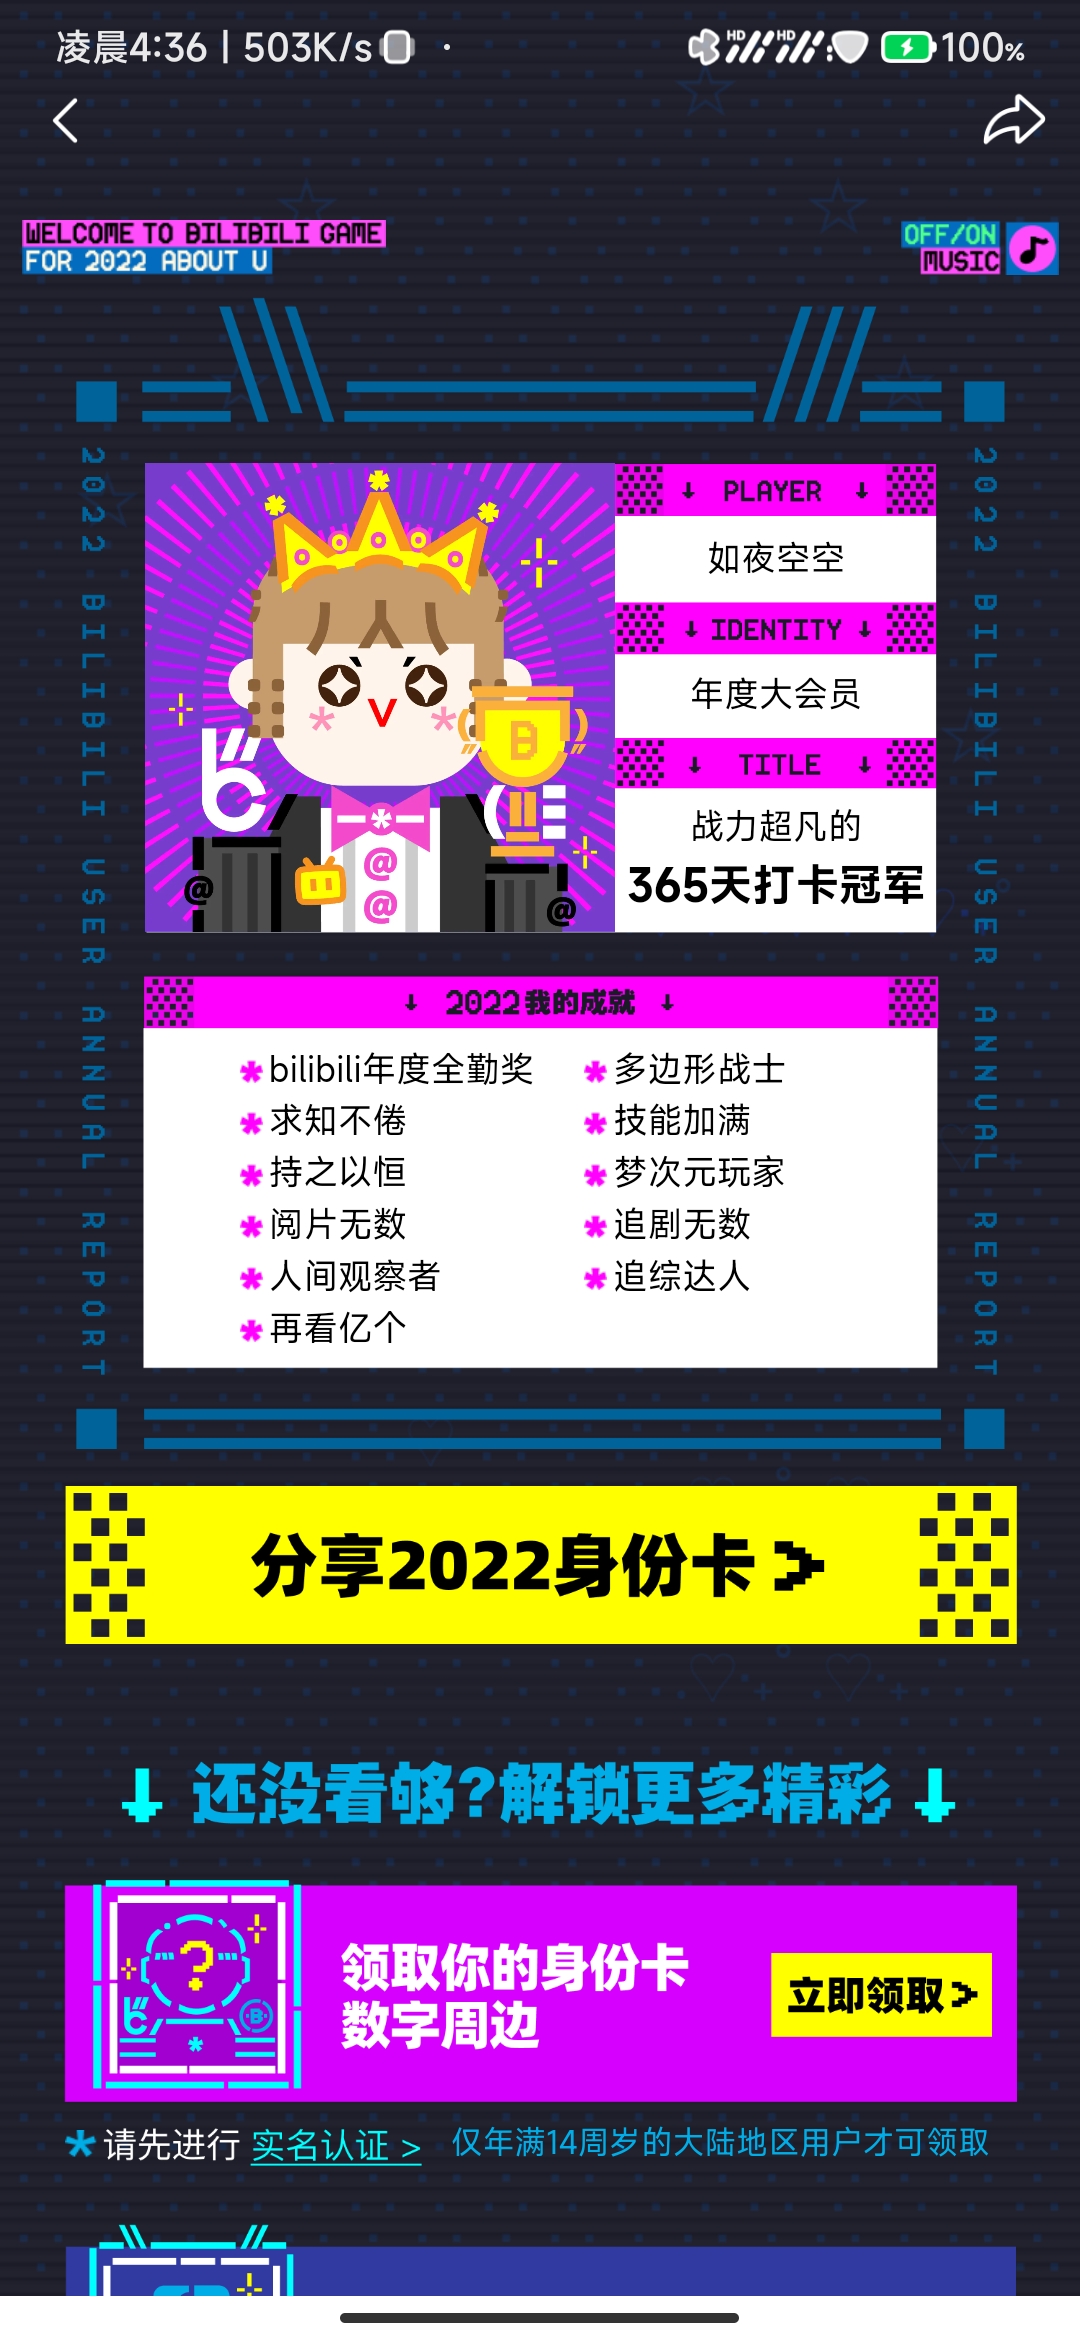 凌晨4:36 | 503K/s
HD HD 100%
WELCOME TO BILIBILI GAME
FOR 2022 ABOUT U
OFF/ON
MUSIC
2022 BILIBILI USER ANNUAL REPORT
2022 BILIBILI USER ANNUAL REPORT
↓ PLAYER ↓
如夜空空
↓ IDENTITY ↓
年度大会员
↓ TITLE ↓
战力超凡的
365天打卡冠军
B
@
@
@
@
↓ 2022我的成就 ↓
*bilibili年度全勤奖
*多边形战士
*求知不倦
*技能加满
*持之以恒
*梦次元玩家
*阅片无数
*追剧无数
*人间观察者
*追综达人
*再看亿个
分享2022身份卡 >
↓ 还没看够?解锁更多精彩 ↓
?
B
领取你的身份卡
数字周边
立即领取 >
*请先进行 实名认证 > 仅年满14周岁的大陆地区用户才可领取